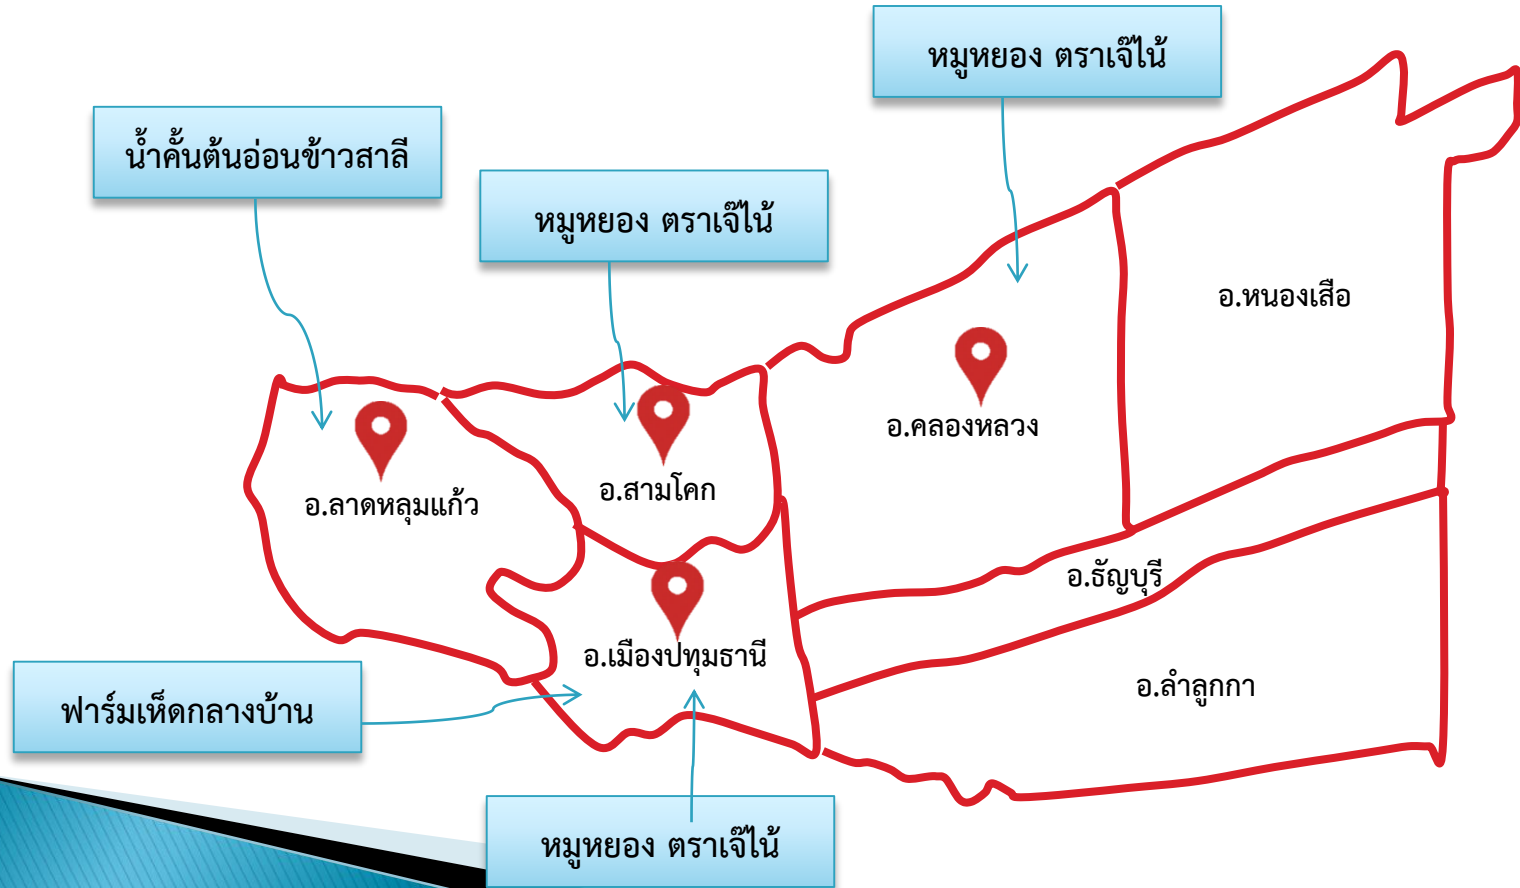 หมูหยอง ตราเจ๊ไน้
น้ำคั้นต้นอ่อนข้าวสาลี
หมูหยอง ตราเจ๊ไน้
อ.หนองเสือ
อ.คลองหลวง
อ.สามโคก
อ.ลาดหลุมแก้ว
อ.ธัญบุรี
อ.เมืองปทุมธานี
อ.ลำลูกกา
ฟาร์มเห็ดกลางบ้าน
หมูหยอง ตราเจ๊ไน้